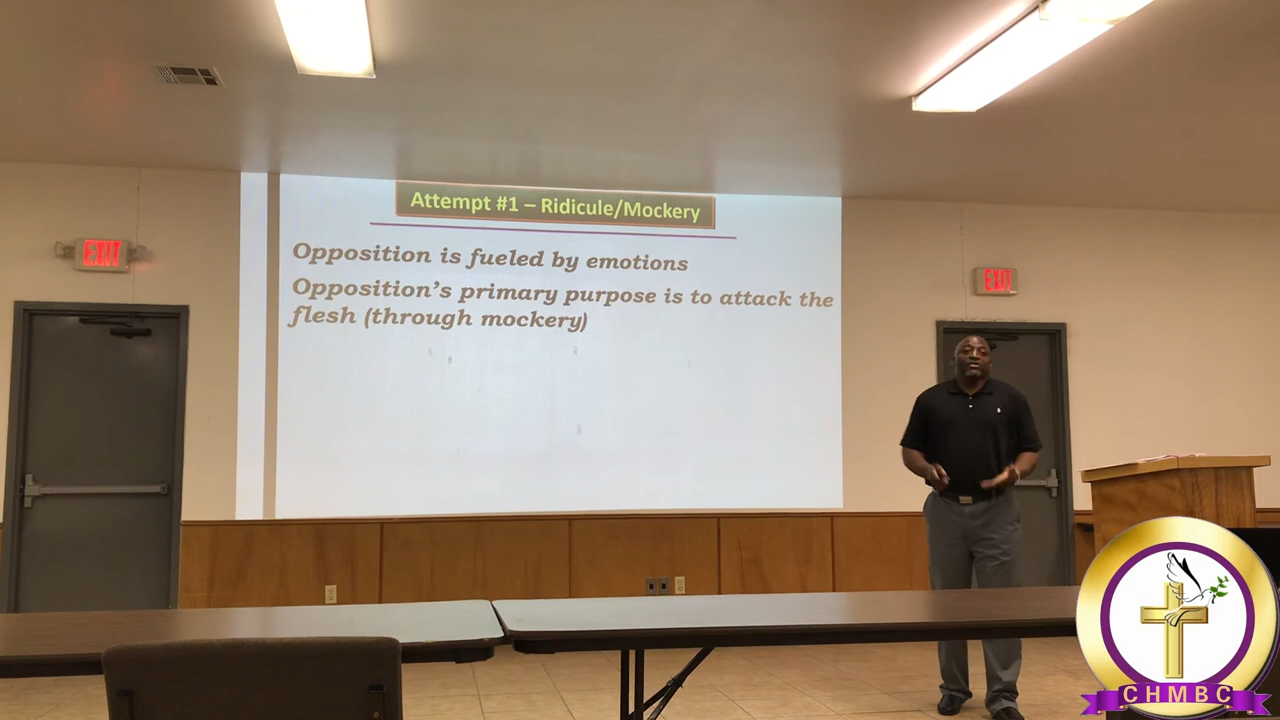 Attempt #1 – Ridicule/Mockery
Opposition is fueled by emotions
Opposition's primary purpose is to attack the
flesh (through mockery)
EXIT
EXIT
CHMBC